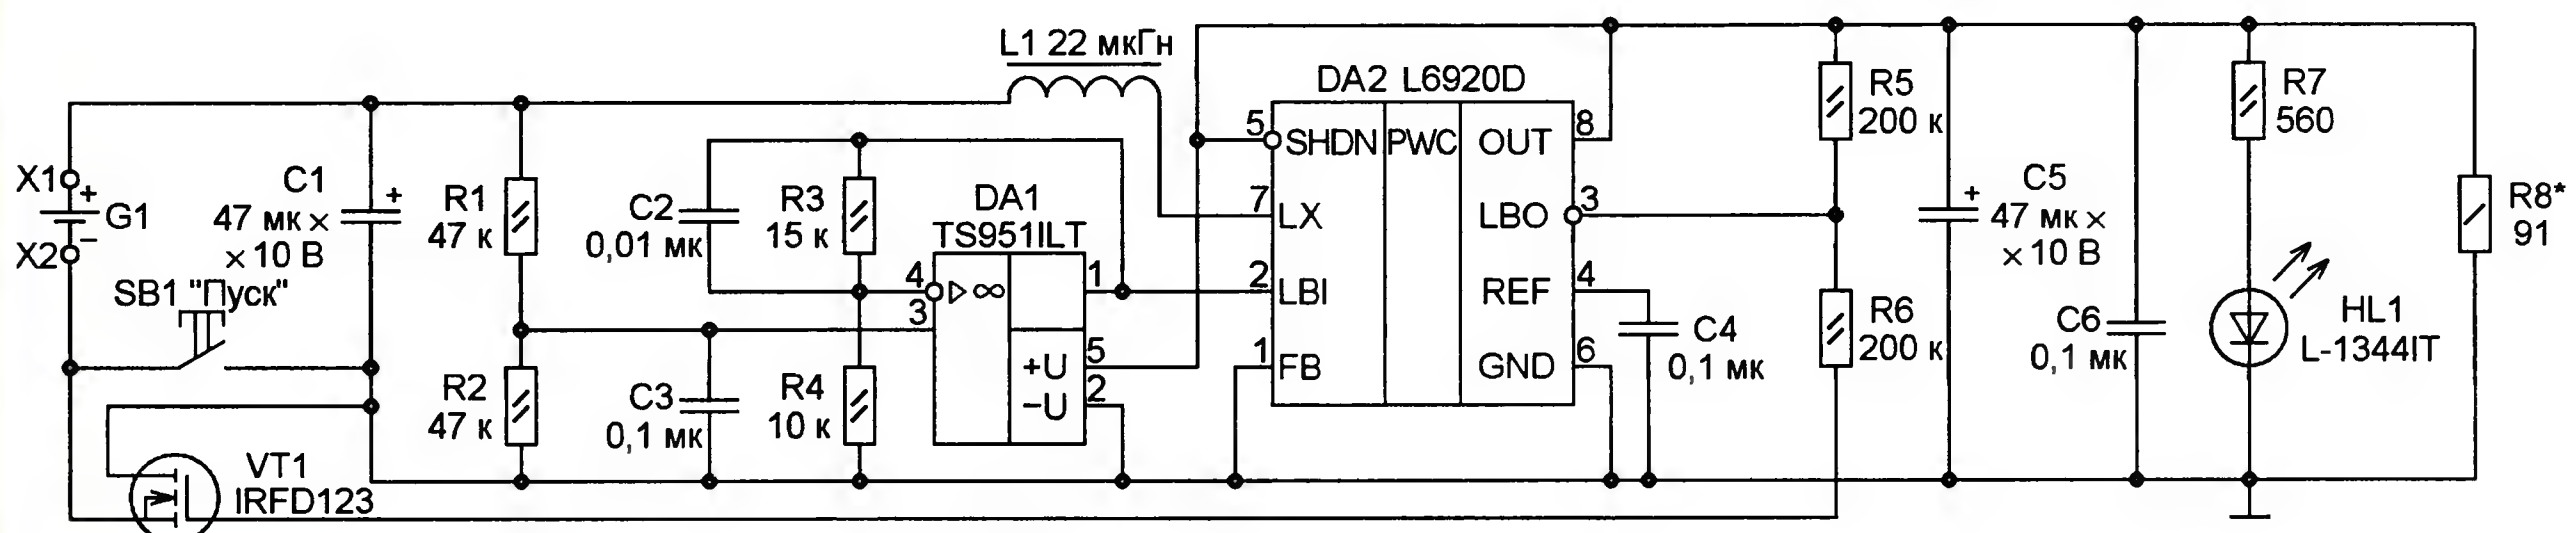 L1 22 мкГн
DA2 L6920D
X1
+
G1
−
X2
C1
47 мк ×
× 10 В
+
SB1 "Пуск"
VT1
IRFD123
R1
47 к
R2
47 к
C2
0,01 мк
C3
0,1 мк
R3
15 к
R4
10 к
DA1
TS951ILT
4
3
▷ ∞
1
5
+U
2
−U
5
SHDN
PWC
OUT
8
7
LX
LBO
3
2
LBI
REF
4
1
FB
GND
6
C4
0,1 мк
R5
200 к
R6
200 к
+
C5
47 мк ×
× 10 В
C6
0,1 мк
R7
560
HL1
L-1344IT
R8*
91